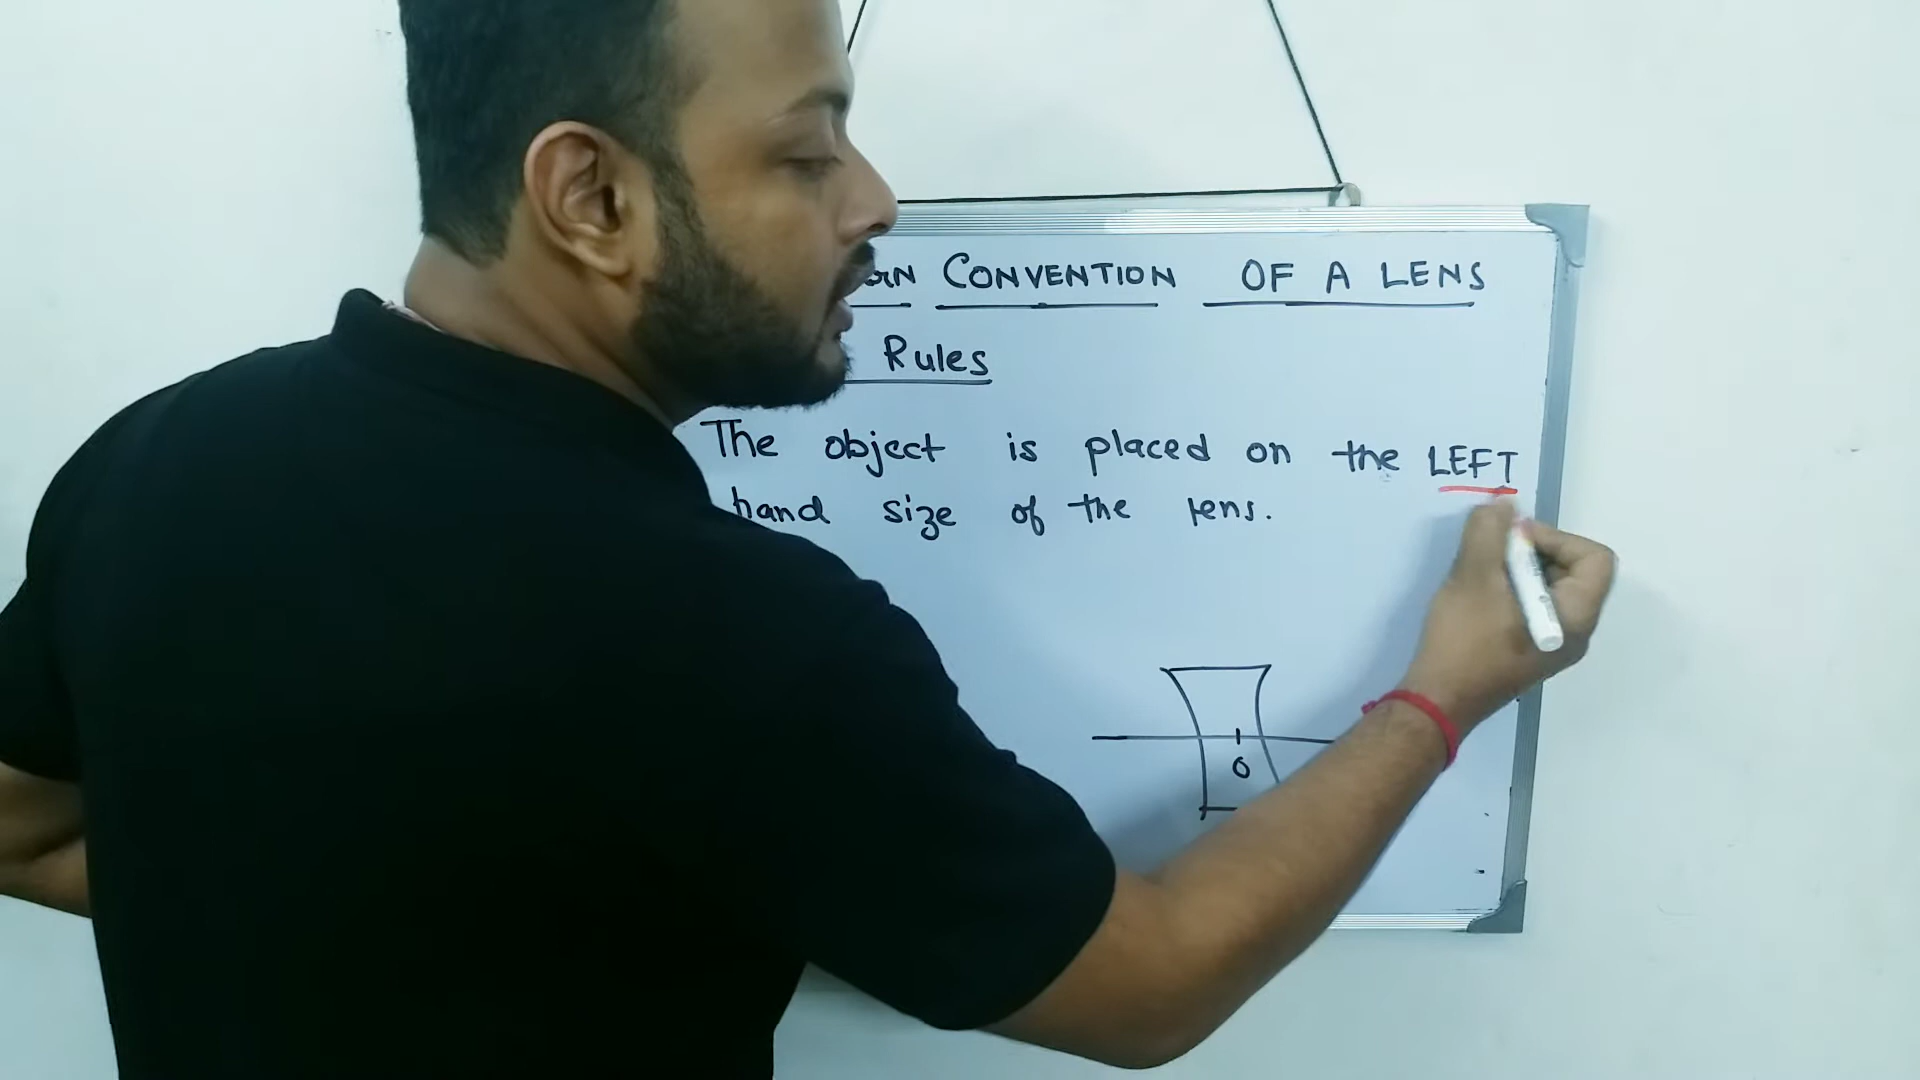 CONVENTION OF A LENS
Rules
The object is placed on the LEFT
hand size of the lens.
O